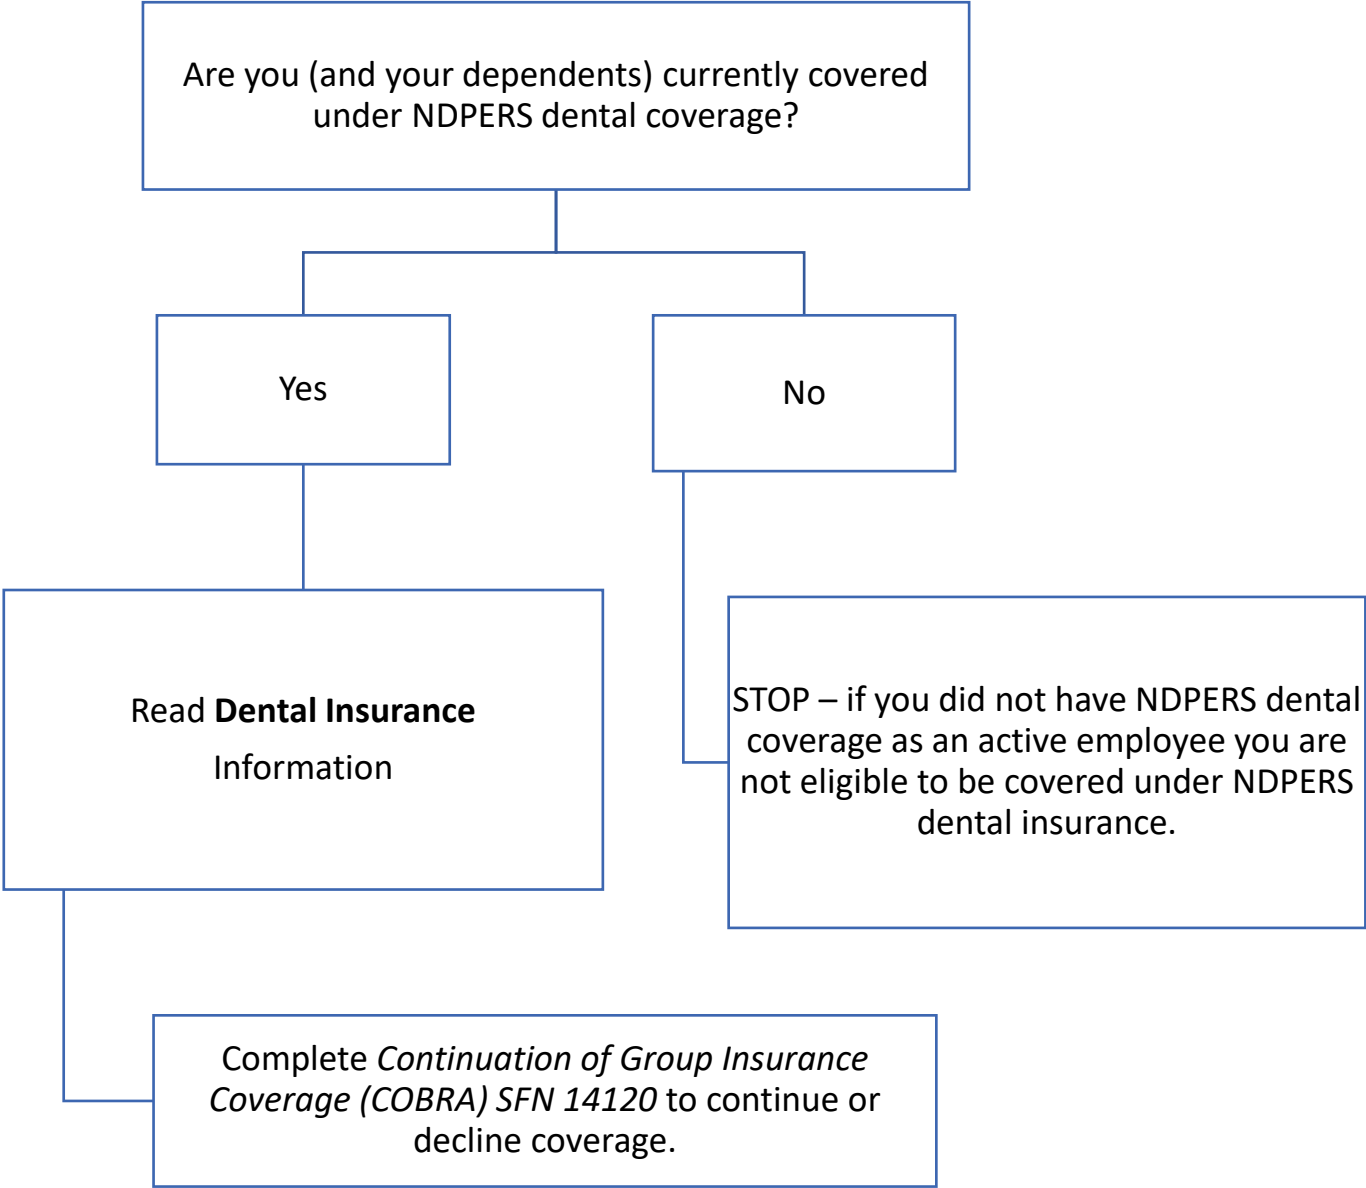 Are you (and your dependents) currently covered
under NDPERS dental coverage?
Yes
No
Read Dental Insurance
Information
STOP – if you did not have NDPERS dental
coverage as an active employee you are
not eligible to be covered under NDPERS
dental insurance.
Complete Continuation of Group Insurance
Coverage (COBRA) SFN 14120 to continue or
decline coverage.